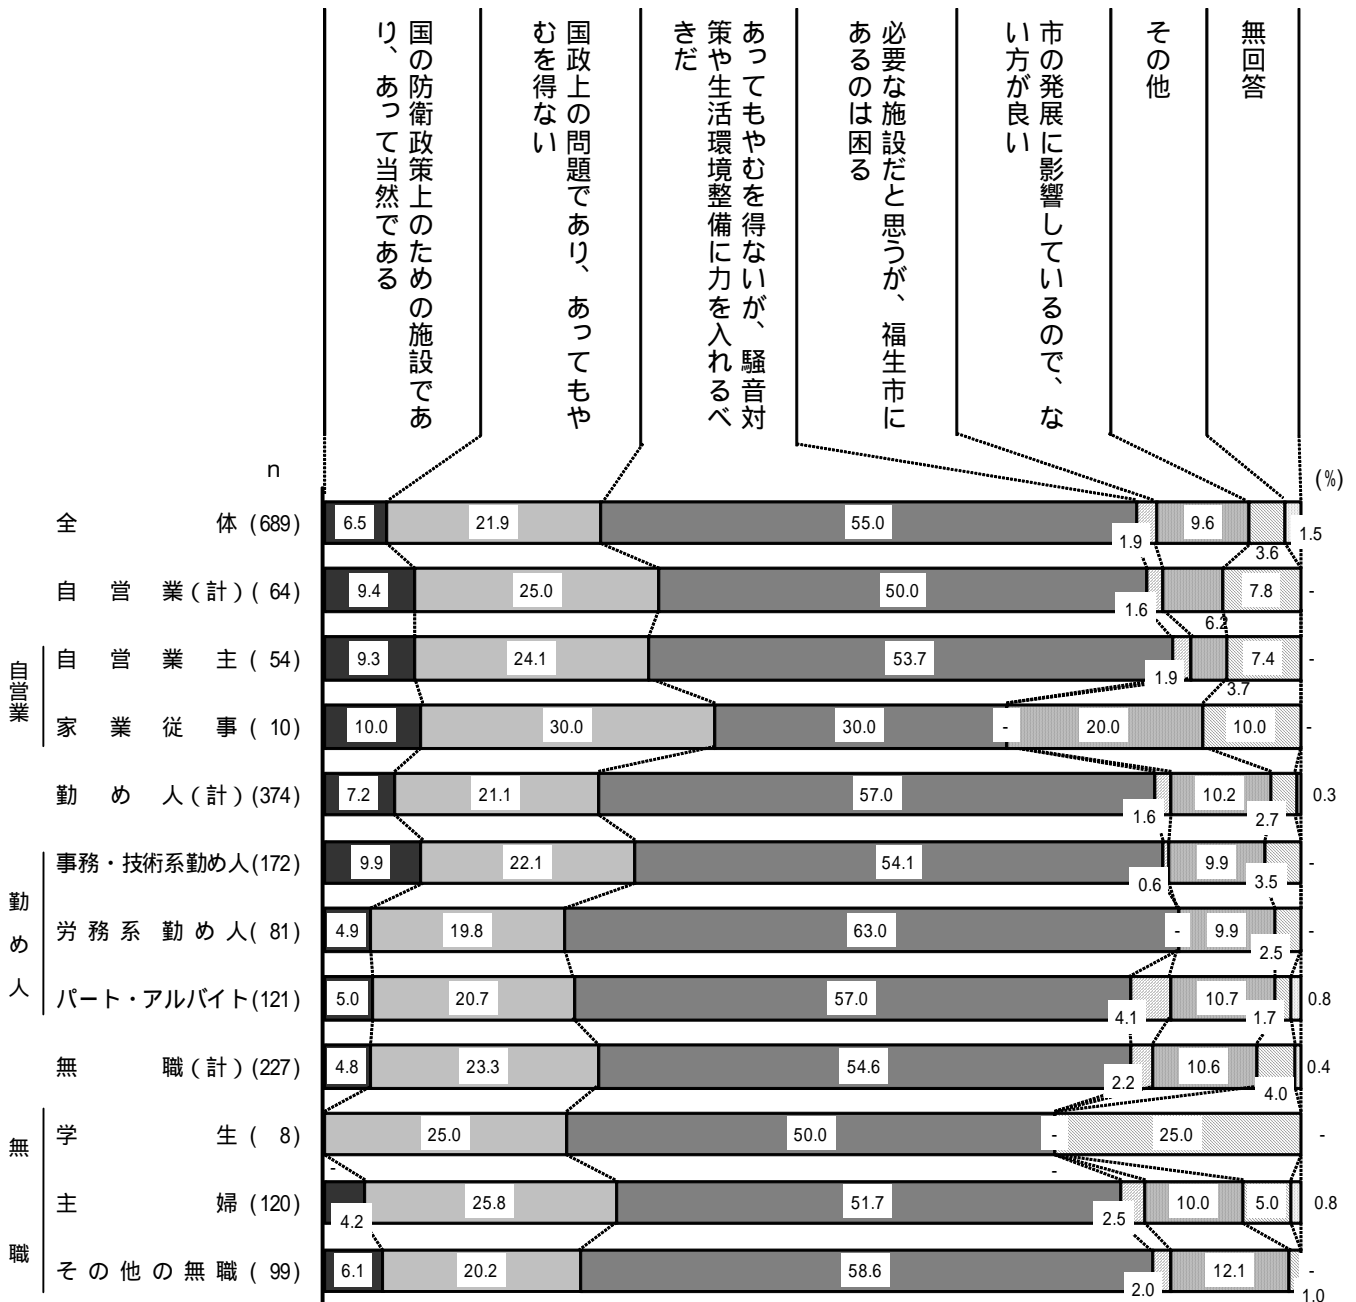 国の防衛政策上のための施設であ
り、あって当然である
国政上の問題であり、あってもや
むを得ない
あってもやむを得ないが、騒音対
策や生活環境整備に力を入れるべ
きだ
必要な施設だと思うが、福生市に
あるのは困る
市の発展に影響しているので、な
い方が良い
その他
無回答
n
(%)
全体(689) 6.5 21.9 55.0 1.9 9.6 3.6 1.5
自営業(計)(64) 9.4 25.0 50.0 1.6 6.2 7.8 -
自営業
自営業主(54) 9.3 24.1 53.7 1.9 3.7 7.4 -
家業従事(10) 10.0 30.0 30.0 - 20.0 10.0 -
勤め人(計)(374) 7.2 21.1 57.0 1.6 10.2 2.7 0.3
勤め人
事務・技術系勤め人(172) 9.9 22.1 54.1 0.6 9.9 3.5 -
労務系勤め人(81) 4.9 19.8 63.0 - 9.9 2.5 -
パート・アルバイト(121) 5.0 20.7 57.0 4.1 10.7 1.7 0.8
無職(計)(227) 4.8 23.3 54.6 2.2 10.6 4.0 0.4
無職
学生(8) - 25.0 50.0 - - 25.0 -
主婦(120) 4.2 25.8 51.7 2.5 10.0 5.0 0.8
その他の無職(99) 6.1 20.2 58.6 2.0 12.1 1.0 -